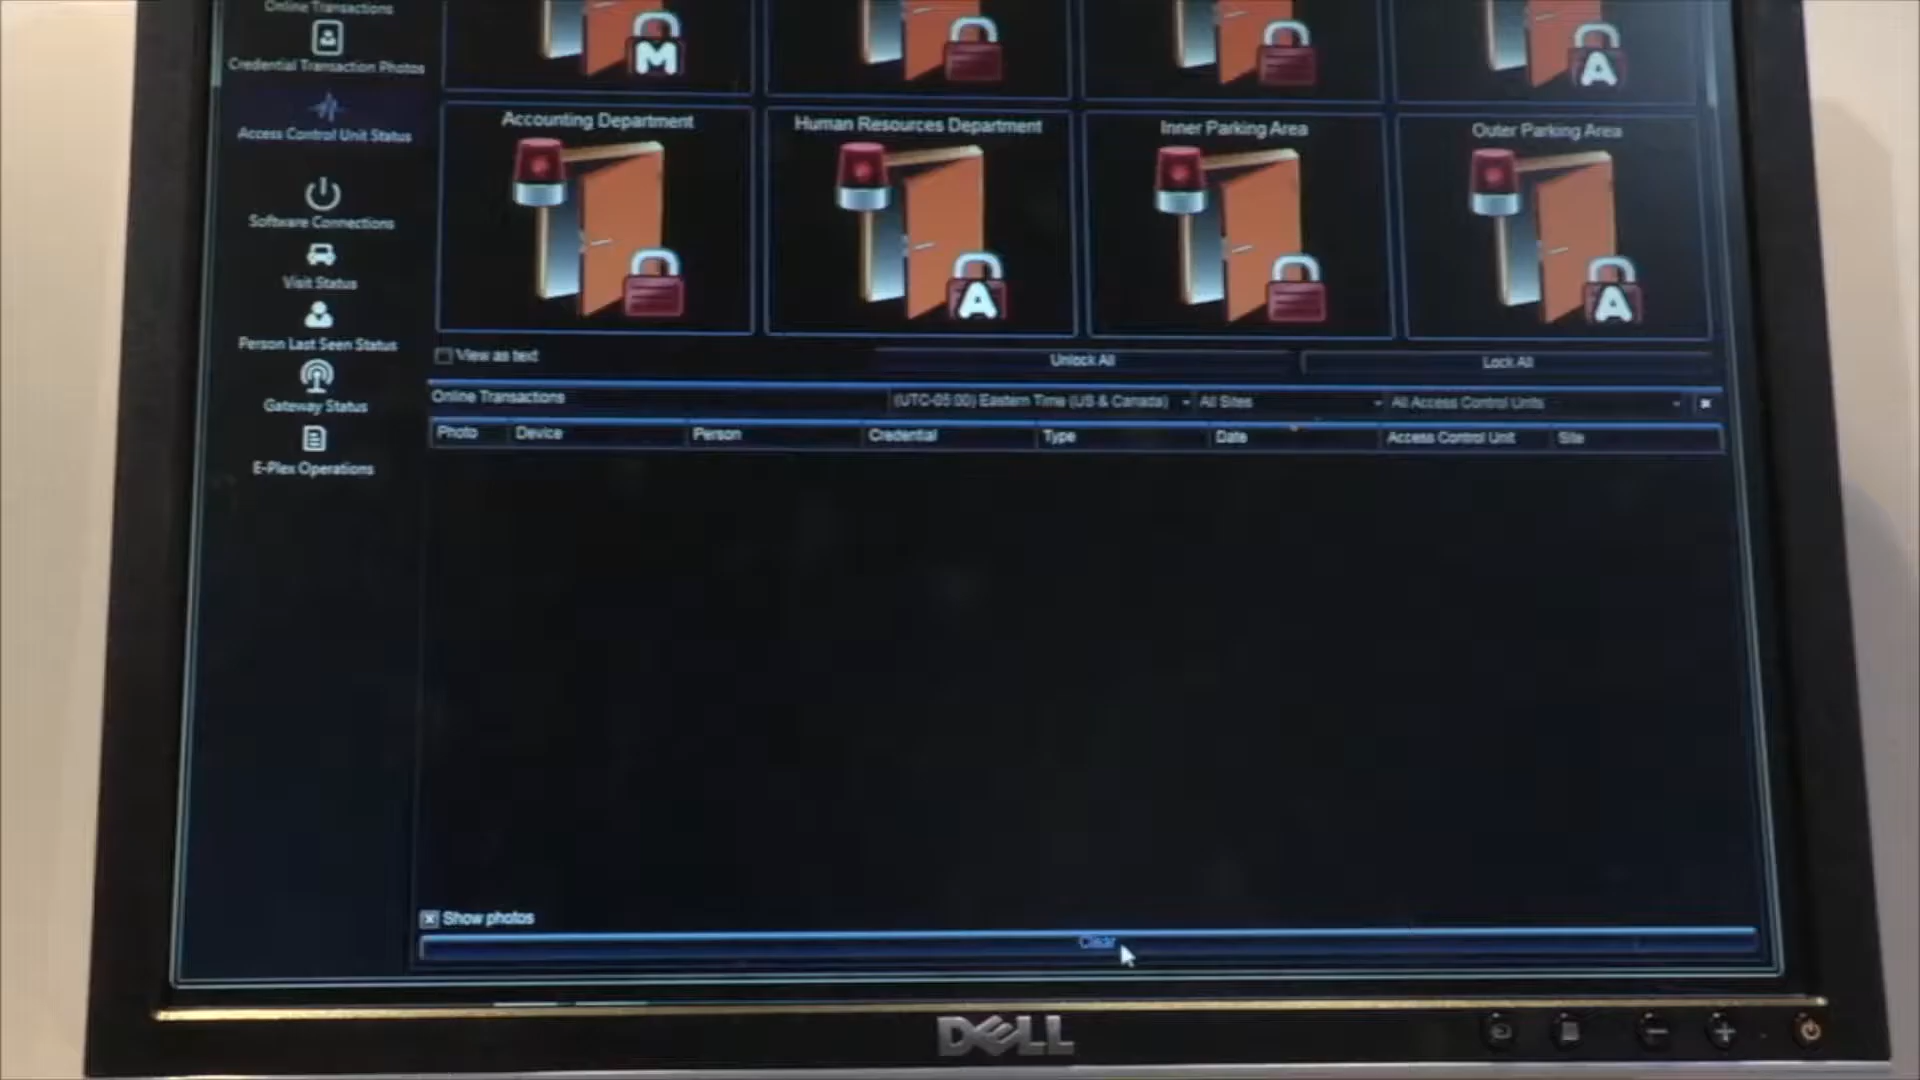 Online Transactions
Credential Transaction Photos
Access Control Unit Status
Software Connections
Visit Status
Person Last Seen Status
Gateway Status
E-Plex Operations
M
A
Accounting Department
Human Resources Department
Inner Parking Area
Outer Parking Area
A
A
View as text
Unlock All
Lock All
Online Transactions
(UTC-05:00) Eastern Time (US & Canada)
All Sites
All Access Control Units
Photo
Device
Person
Credential
Type
Date
Access Control Unit
Site
Show photos
Clear
DELL